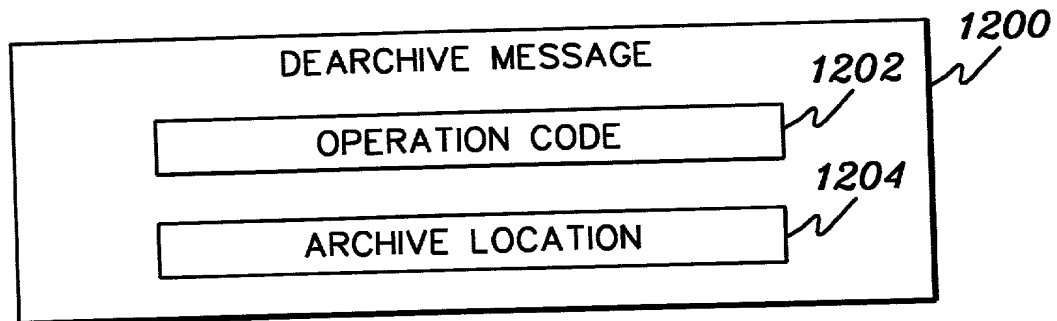 1200
DEARCHIVE MESSAGE
1202
OPERATION CODE
1204
ARCHIVE LOCATION